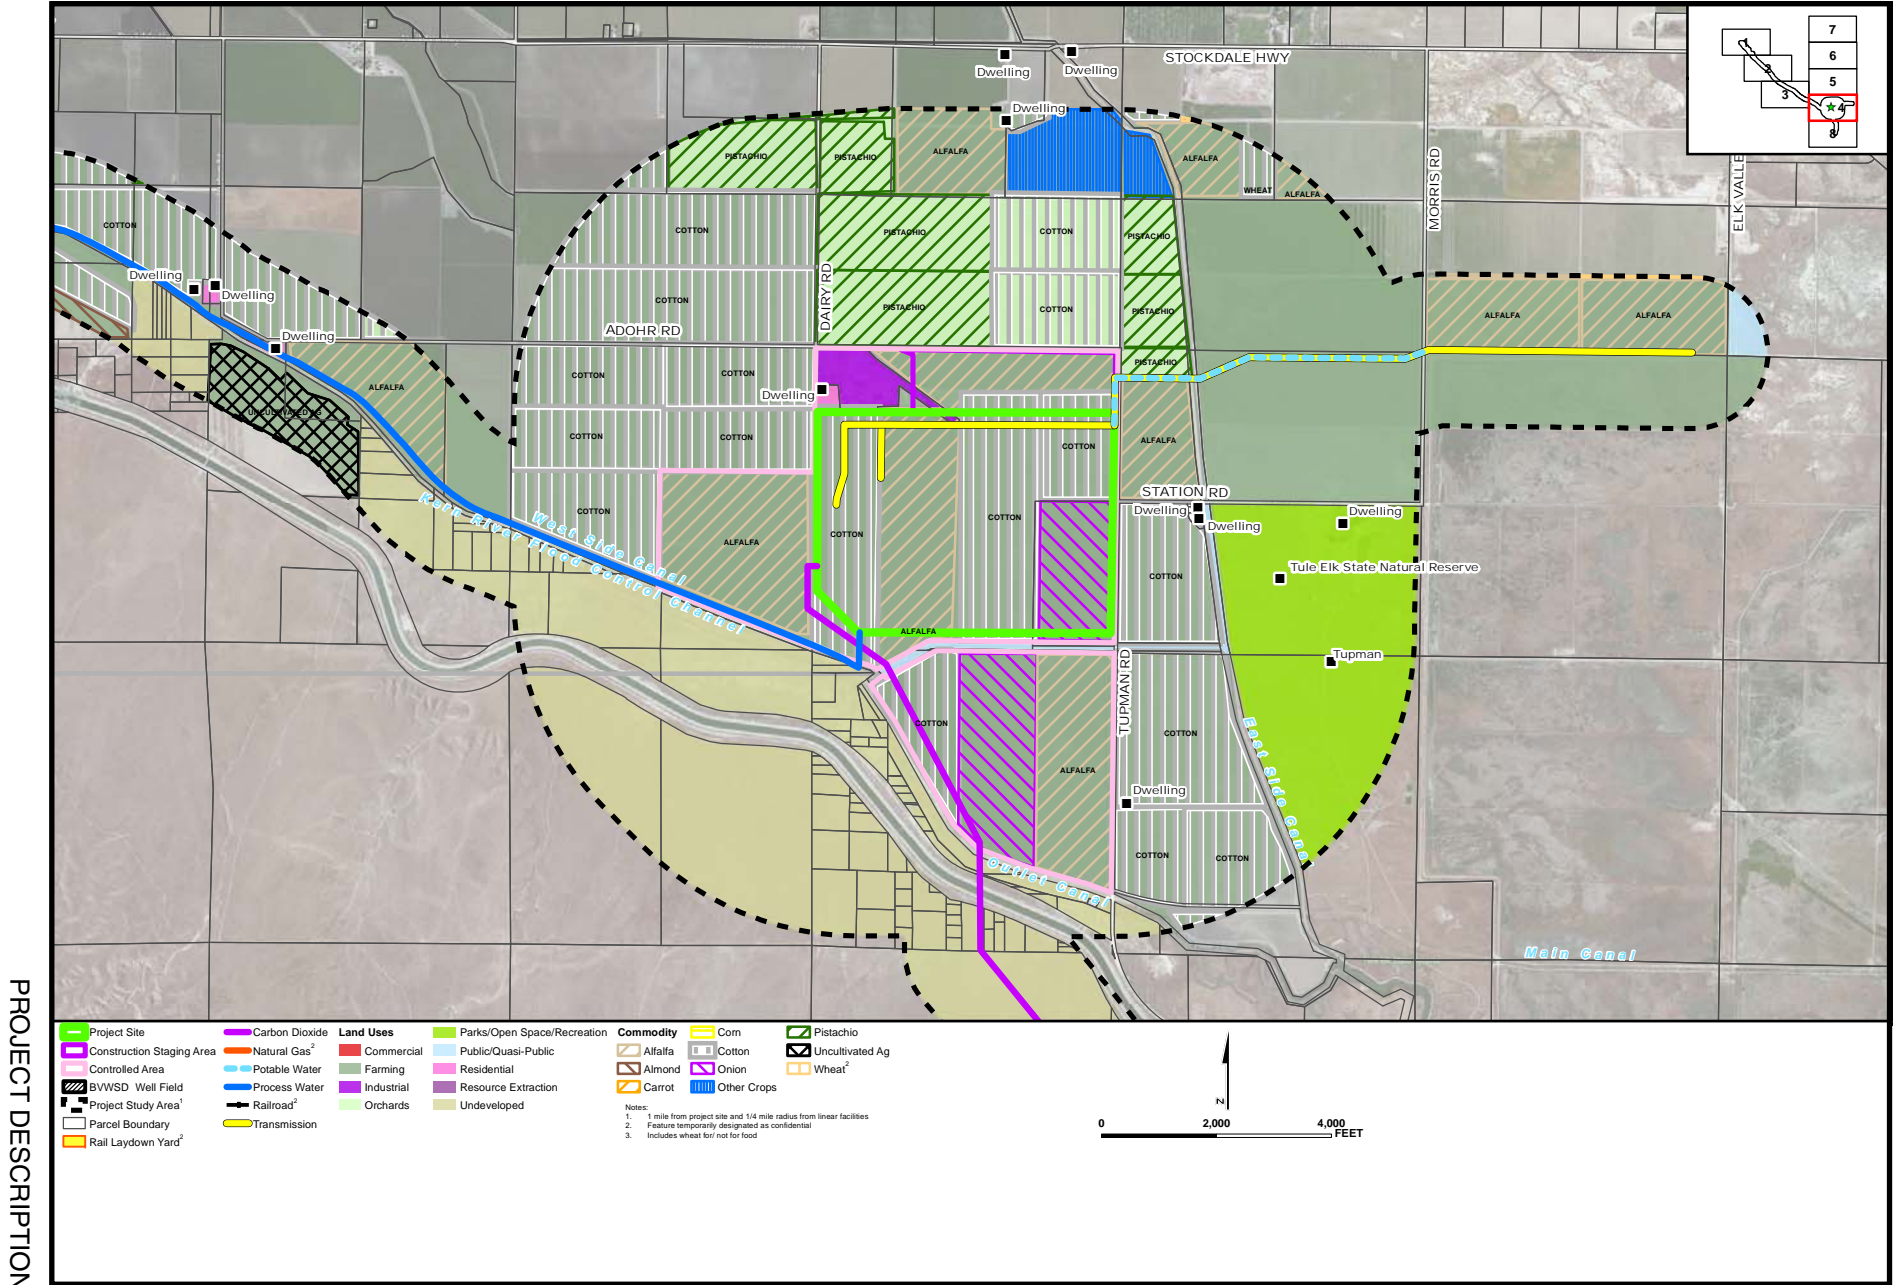 STOCKDALE HWY
Dwelling
Dwelling
Dwelling
7
6
5
4
8
1
2
3
MORRIS RD
ELK VALLE
PISTACHIO
PISTACHIO
ALFALFA
ALFALFA
WHEAT
ALFALFA
COTTON
COTTON
PISTACHIO
COTTON
PISTACHIO
Dwelling
Dwelling
COTTON
DAIRY RD
PISTACHIO
COTTON
PISTACHIO
ALFALFA
ALFALFA
ADOHR RD
Dwelling
PISTACHIO
COTTON
COTTON
ALFALFA
Dwelling
UNCULTIVATED AG
COTTON
COTTON
COTTON
ALFALFA
Kern River Flood Control Channel
West Side Canal
COTTON
ALFALFA
COTTON
COTTON
STATION RD
Dwelling
Dwelling
Dwelling
Tule Elk State Natural Reserve
COTTON
ALFALFA
Tupman
TUPMAN RD
COTTON
COTTON
East Side Canal
ALFALFA
Dwelling
COTTON
COTTON
Outlet Canal
Main Canal
PROJECT DESCRIPTION
Project Site
Construction Staging Area
Controlled Area
BVWSD Well Field
Project Study Area1
Parcel Boundary
Rail Laydown Yard2
Carbon Dioxide
Natural Gas2
Potable Water
Process Water
Railroad2
Transmission
Land Uses
Commercial
Farming
Industrial
Orchards
Parks/Open Space/Recreation
Public/Quasi-Public
Residential
Resource Extraction
Undeveloped
Commodity
Alfalfa
Almond
Carrot
Corn
Cotton
Onion
Other Crops
Pistachio
Uncultivated Ag
Wheat2
Notes:
1. 1 mile from project site and 1/4 mile radius from linear facilities
2. Feature temporarily designated as confidential
3. Includes wheat for/ not for food
Z
0 2,000 4,000
FEET